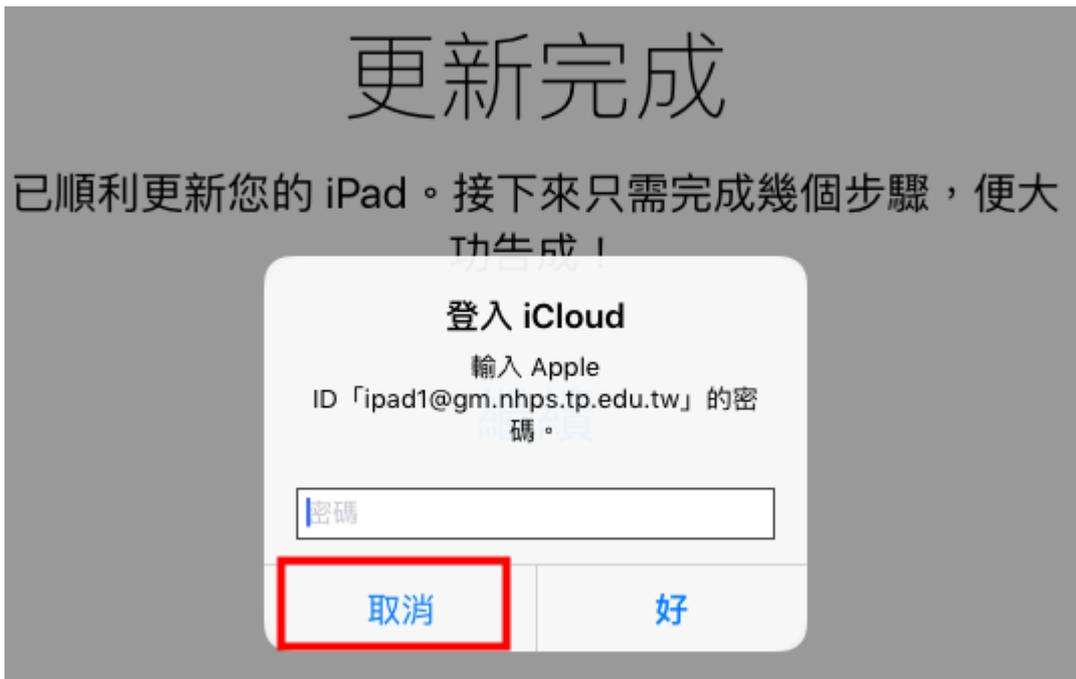 更新完成
已順利更新您的 iPad。接下來只需完成幾個步驟，便大
功告成！
登入 iCloud
輸入 Apple
ID「ipad1@gm.nhps.tp.edu.tw」的密
碼。
繼續
密碼
取消
好